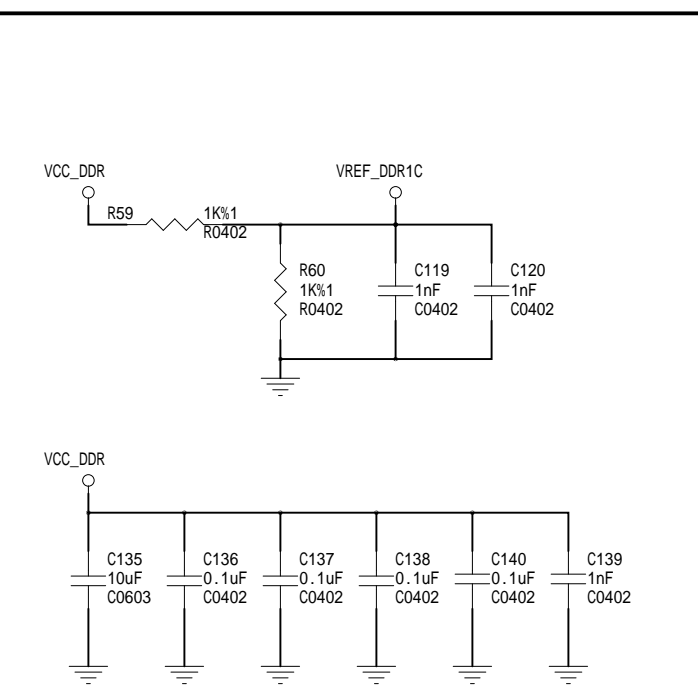 VCC_DDR
VREF_DDR1C
R59
1K%1
R0402
R60
1K%1
R0402
C119
1nF
C0402
C120
1nF
C0402
VCC_DDR
C135
10uF
C0603
C136
0.1uF
C0402
C137
0.1uF
C0402
C138
0.1uF
C0402
C140
0.1uF
C0402
C139
1nF
C0402